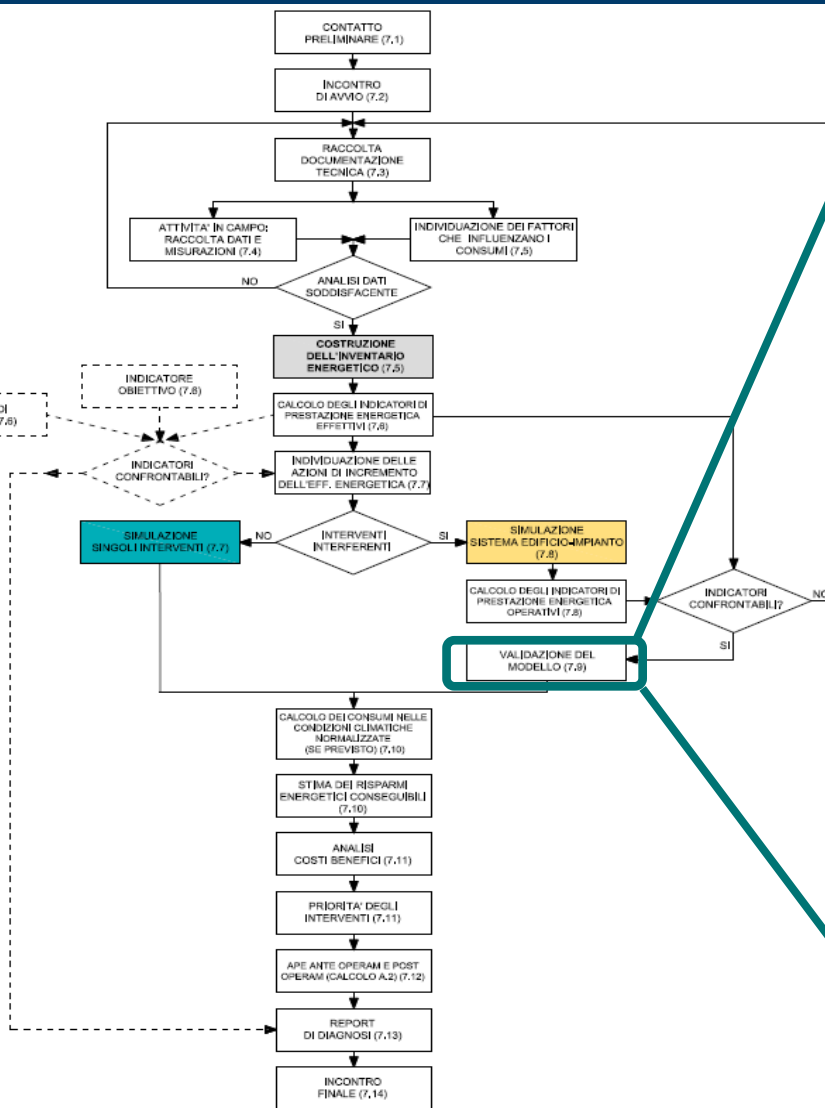 CONTATTO
PRELIMINARE (7.1)
INCONTRO
DI AVVIO (7.2)
RACCOLTA
DOCUMENTAZIONE
TECNICA (7.3)
ATTIVITA' IN CAMPO:
RACCOLTA DATI E
MISURAZIONI (7.4)
INDIVIDUAZIONE DEI FATTORI
CHE INFLUENZANO I
CONSUMI (7.5)
NO
ANALISI DATI
SODDISFACENTE
SI
COSTRUZIONE
DELL'INVENTARIO
ENERGETICO (7.5)
INDICATORE
OBIETTIVO (7.6)
DI
7.6)
CALCOLO DEGLI INDICATORI DI
PRESTAZIONE ENERGETICA
EFFETTIVI (7.6)
INDICATORI
CONFRONTABILI?
INDIVIDUAZIONE DELLE
AZIONI DI INCREMENTO
DELL'EFF. ENERGETICA (7.7)
SIMULAZIONE
SINGOLI INTERVENTI (7.7)
NO
INTERVENTI
INTERFERENTI
SI
SIMULAZIONE
SISTEMA EDIFICIO-IMPIANTO
(7.8)
CALCOLO DEGLI INDICATORI DI
PRESTAZIONE ENERGETICA
OPERATIVI (7.8)
INDICATORI
CONFRONTABILI?
NO
SI
VALIDAZIONE DEL
MODELLO (7.9)
CALCOLO DEI CONSUMI NELLE
CONDIZIONI CLIMATICHE
NORMALIZZATE
(SE PREVISTO) (7.10)
STIMA DEI RISPARMI
ENERGETICI CONSEGUIBILI
(7.10)
ANALISI
COSTI BENEFICI (7.11)
PRIORITA' DEGLI
INTERVENTI (7.11)
APE ANTE OPERAM E POST
OPERAM (CALCOLO A.2) (7.12)
REPORT
DI DIAGNOSI (7.13)
INCONTRO
FINALE (7.14)